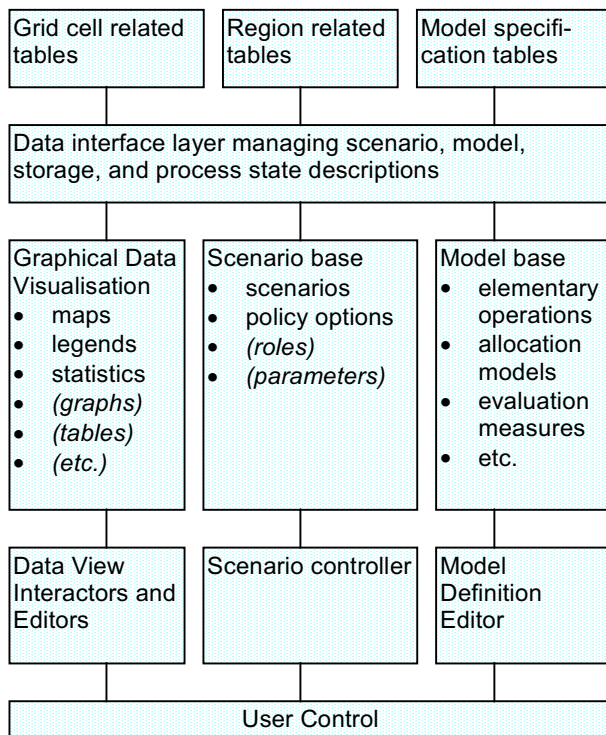 Grid cell related
tables
Region related
tables
Model specifi-
cation tables
Data interface layer managing scenario, model,
storage, and process state descriptions
Graphical Data
Visualisation
• maps
• legends
• statistics
• (graphs)
• (tables)
• (etc.)
Scenario base
• scenarios
• policy options
• (roles)
• (parameters)
Model base
• elementary
operations
• allocation
models
• evaluation
measures
• etc.
Data View
Interactors and
Editors
Scenario controller
Model
Definition
Editor
User Control